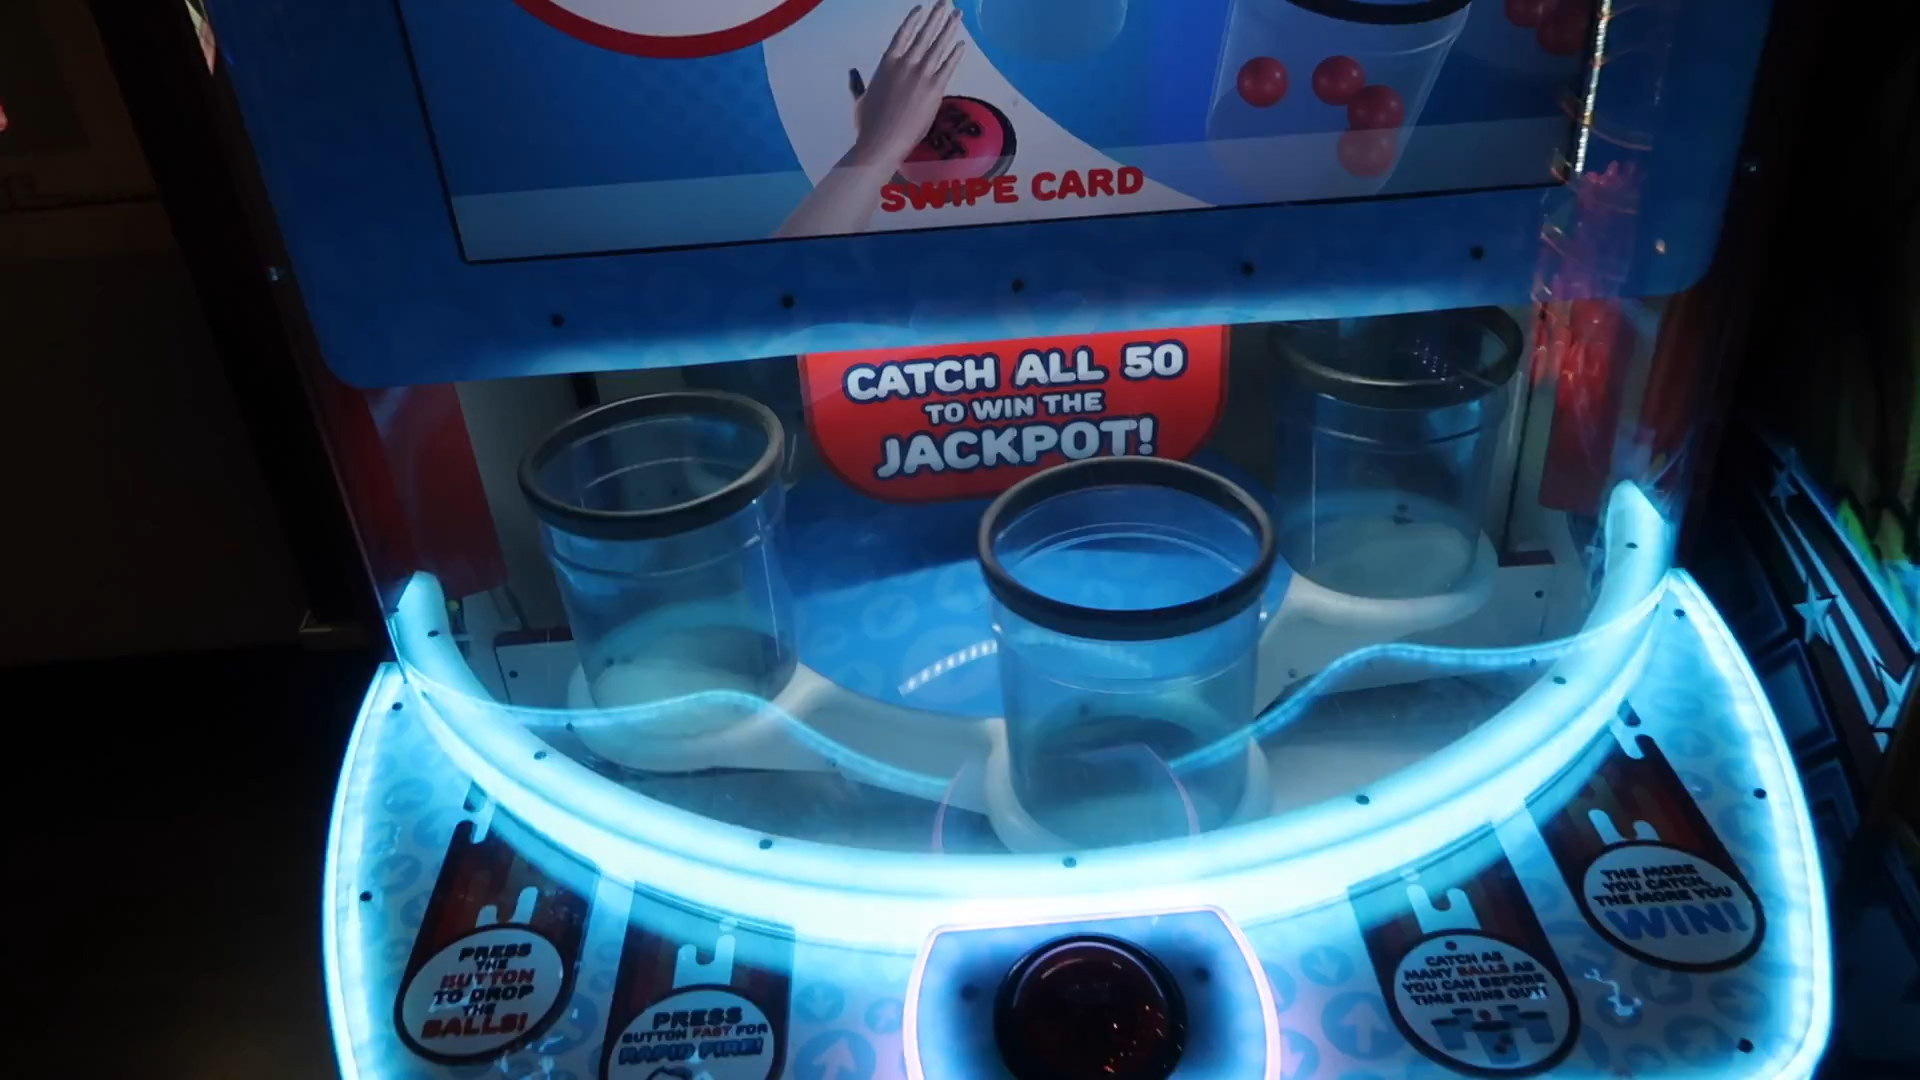 SWIPE CARD
CATCH ALL 50
TO WIN THE
JACKPOT!
PRESS
THE
BUTTON
TO DROP
THE
BALLS!
PRESS
BUTTON FAST FOR
RAPID FIRE!
CATCH AS
MANY BALLS AS
YOU CAN BEFORE
TIME RUNS OUT!
THE MORE
YOU CATCH,
THE MORE YOU
WIN!